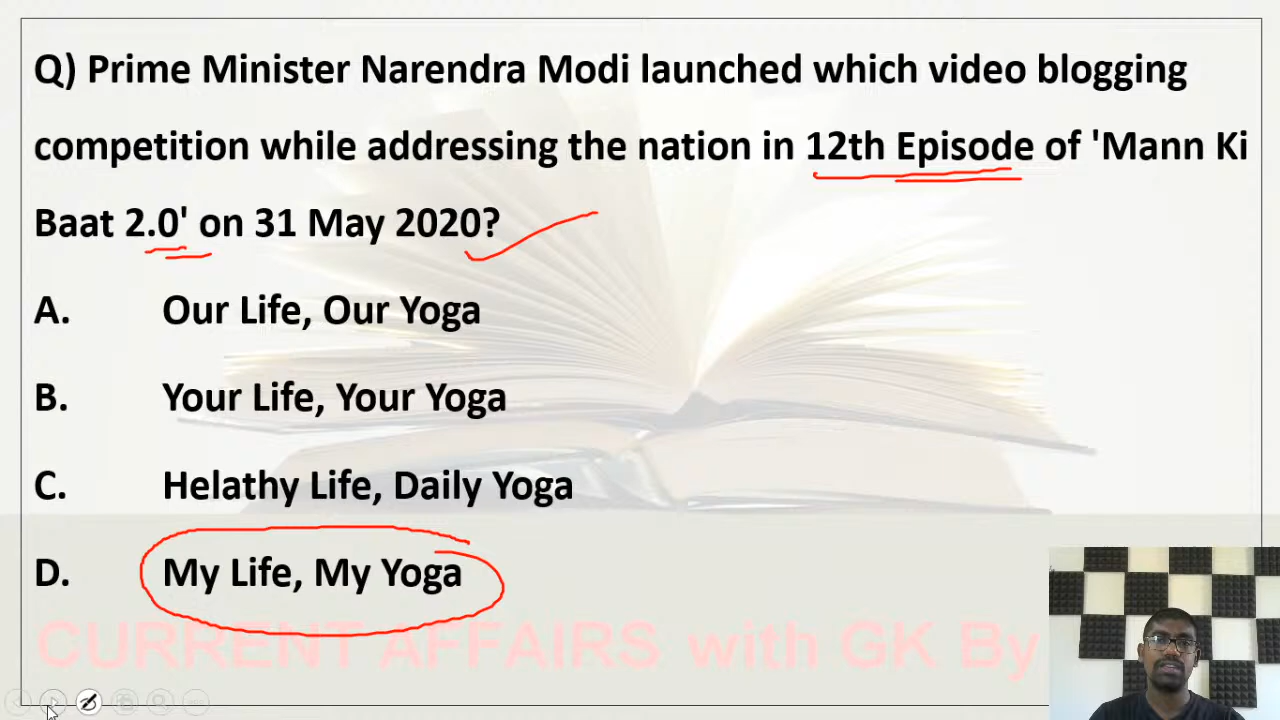 Q) Prime Minister Narendra Modi launched which video blogging
competition while addressing the nation in 12th Episode of 'Mann Ki
Baat 2.0' on 31 May 2020?
A. Our Life, Our Yoga
B. Your Life, Your Yoga
C. Helathy Life, Daily Yoga
D. My Life, My Yoga
CURRENT AFFAIRS with GK By